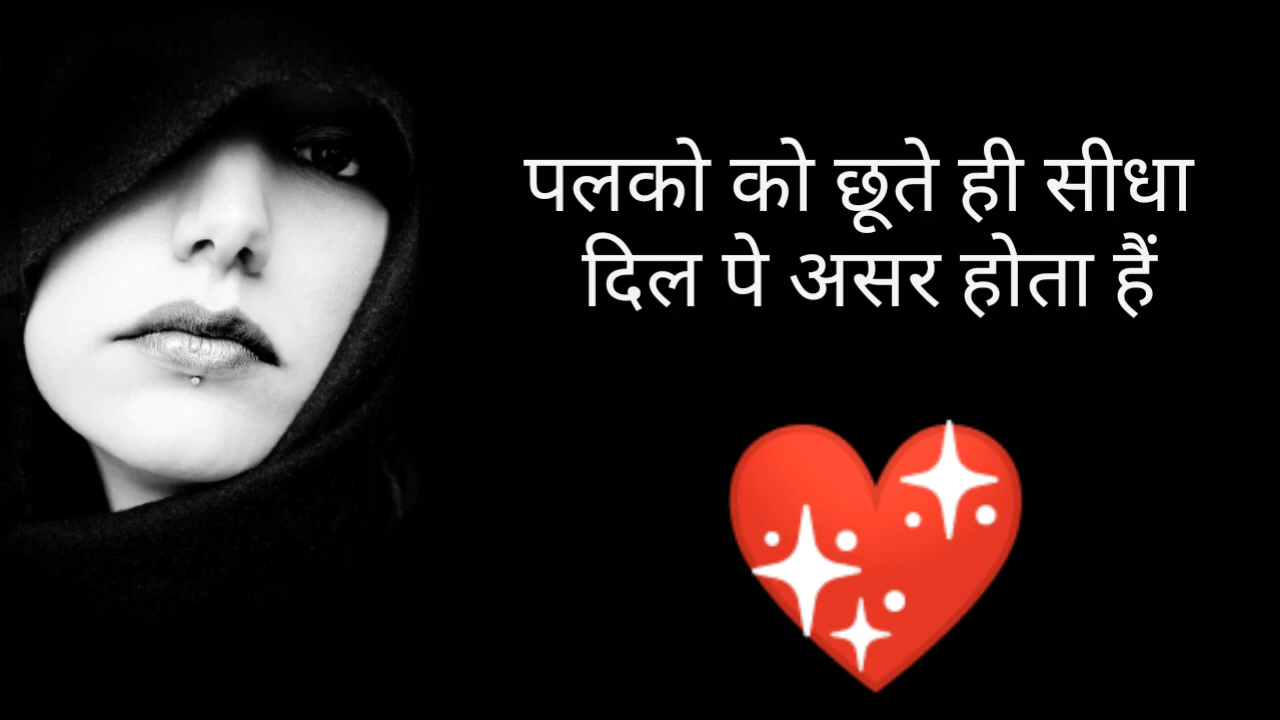 पलको को छूते ही सीधा
दिल पे असर होता हैं